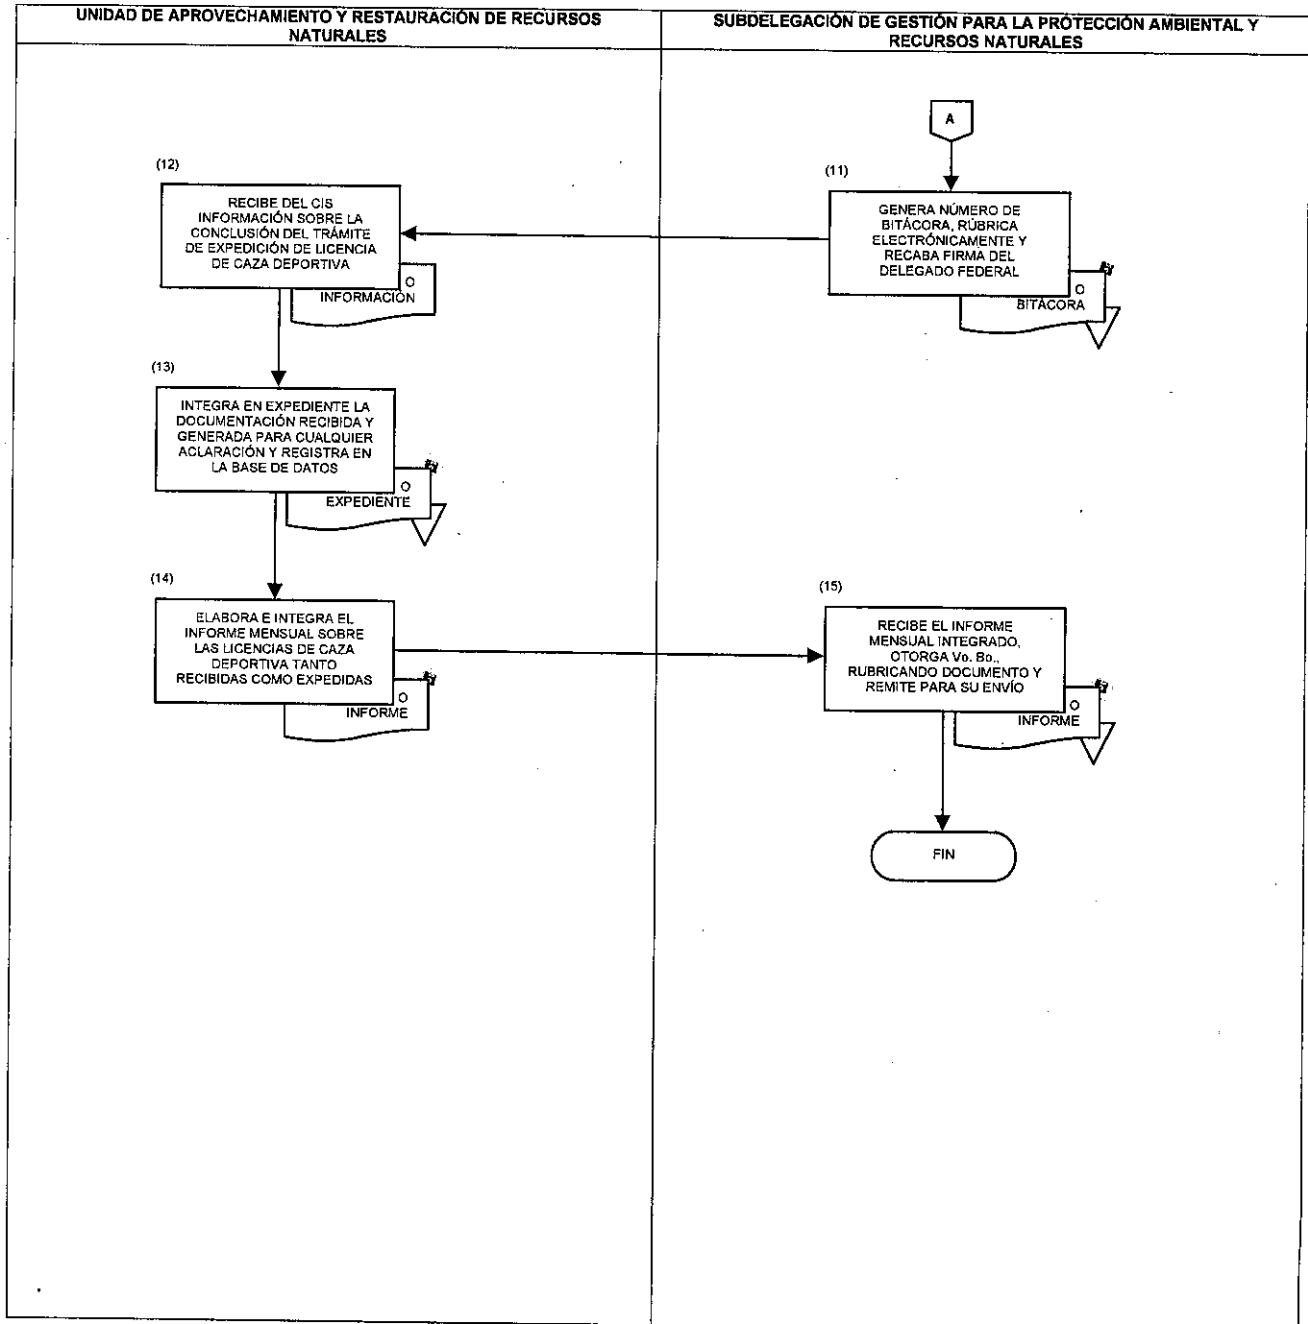 UNIDAD DE APROVECHAMIENTO Y RESTAURACIÓN DE RECURSOS
NATURALES
SUBDELEGACIÓN DE GESTIÓN PARA LA PROTECCIÓN AMBIENTAL Y
RECURSOS NATURALES
A
(11)
GENERA NÚMERO DE
BITÁCORA, RÚBRICA
ELECTRÓNICAMENTE Y
RECABA FIRMA DEL
DELEGADO FEDERAL
O
BITÁCORA
(12)
RECIBE DEL CIS
INFORMACIÓN SOBRE LA
CONCLUSIÓN DEL TRÁMITE
DE EXPEDICIÓN DE LICENCIA
DE CAZA DEPORTIVA
O
INFORMACIÓN
(13)
INTEGRA EN EXPEDIENTE LA
DOCUMENTACIÓN RECIBIDA Y
GENERADA PARA CUALQUIER
ACLARACIÓN Y REGISTRA EN
LA BASE DE DATOS
O
EXPEDIENTE
(14)
ELABORA E INTEGRA EL
INFORME MENSUAL SOBRE
LAS LICENCIAS DE CAZA
DEPORTIVA TANTO
RECIBIDAS COMO EXPEDIDAS
O
INFORME
(15)
RECIBE EL INFORME
MENSUAL INTEGRADO,
OTORGA Vo. Bo.,
RUBRICANDO DOCUMENTO Y
REMITE PARA SU ENVÍO
O
INFORME
FIN